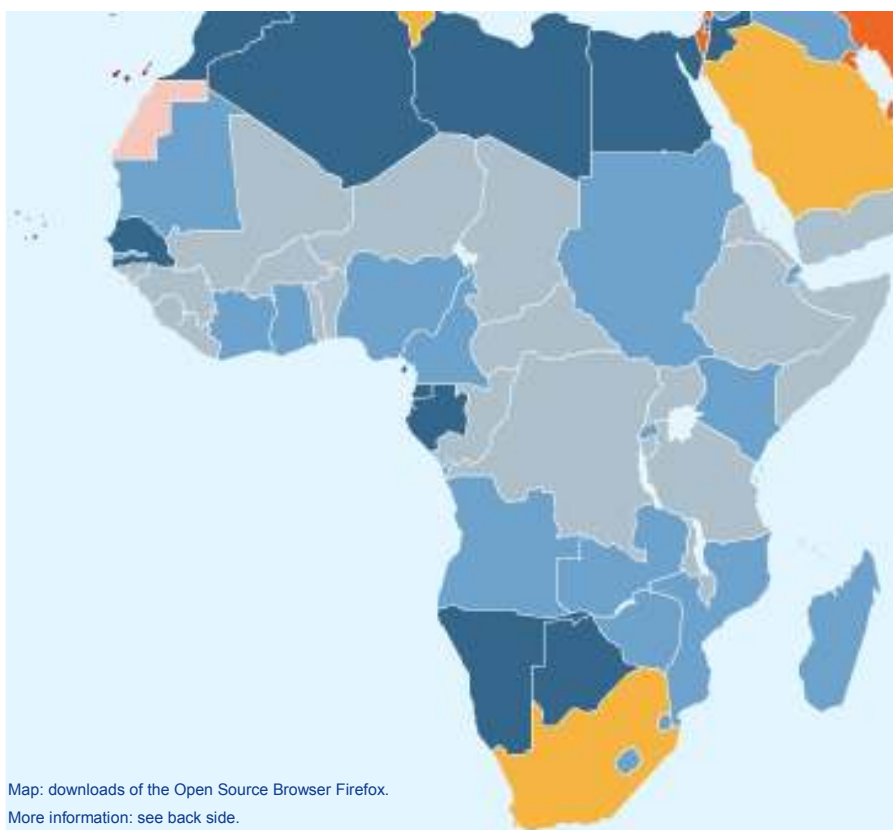 Map: downloads of the Open Source Browser Firefox.
More information: see back side.